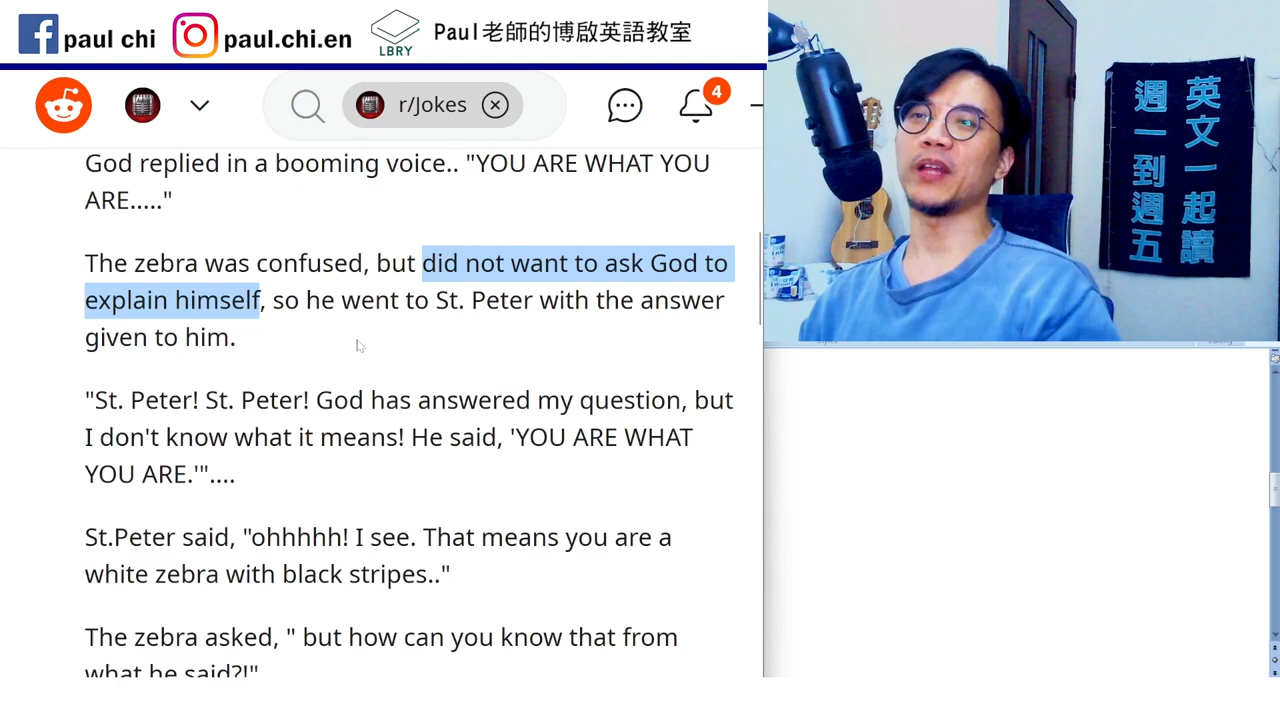 paul chi
paul.chi.en
LBRY
Paul老師的博啟英語教室
r/Jokes
4
God replied in a booming voice.. "YOU ARE WHAT YOU
ARE....."
The zebra was confused, but did not want to ask God to
explain himself, so he went to St. Peter with the answer
given to him.
"St. Peter! St. Peter! God has answered my question, but
I don't know what it means! He said, 'YOU ARE WHAT
YOU ARE.'"....
St.Peter said, "ohhhhh! I see. That means you are a
white zebra with black stripes.."
The zebra asked, " but how can you know that from
what he said?!"
英文一起讀
週一到週五